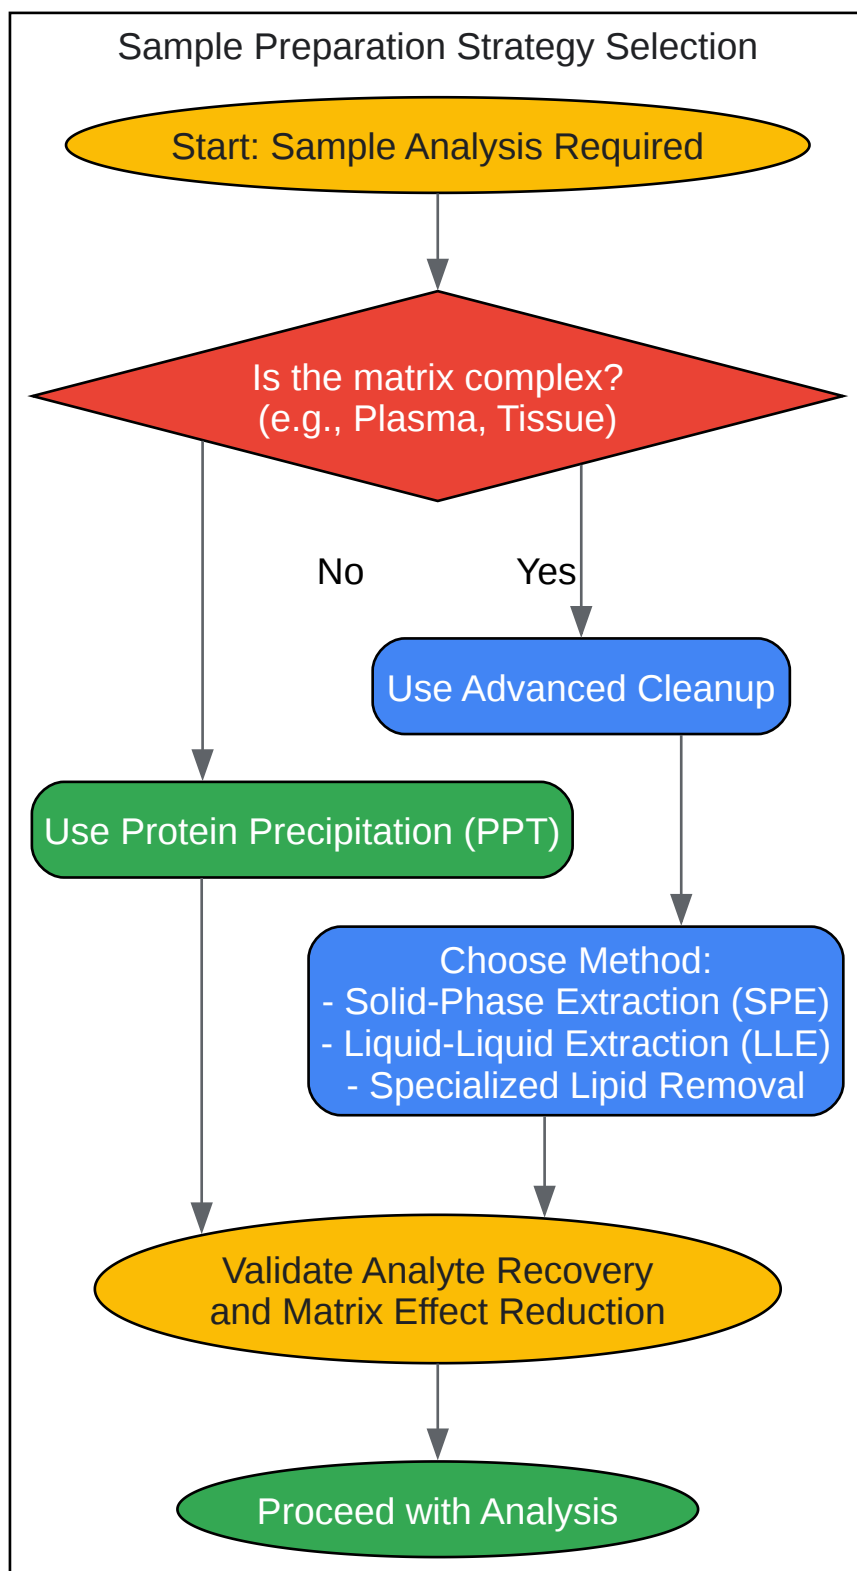 Sample Preparation Strategy Selection
Start: Sample Analysis Required
Is the matrix complex?
(e.g., Plasma, Tissue)
No
Yes
Use Advanced Cleanup
Use Protein Precipitation (PPT)
Choose Method:
- Solid-Phase Extraction (SPE)
- Liquid-Liquid Extraction (LLE)
- Specialized Lipid Removal
Validate Analyte Recovery
and Matrix Effect Reduction
Proceed with Analysis